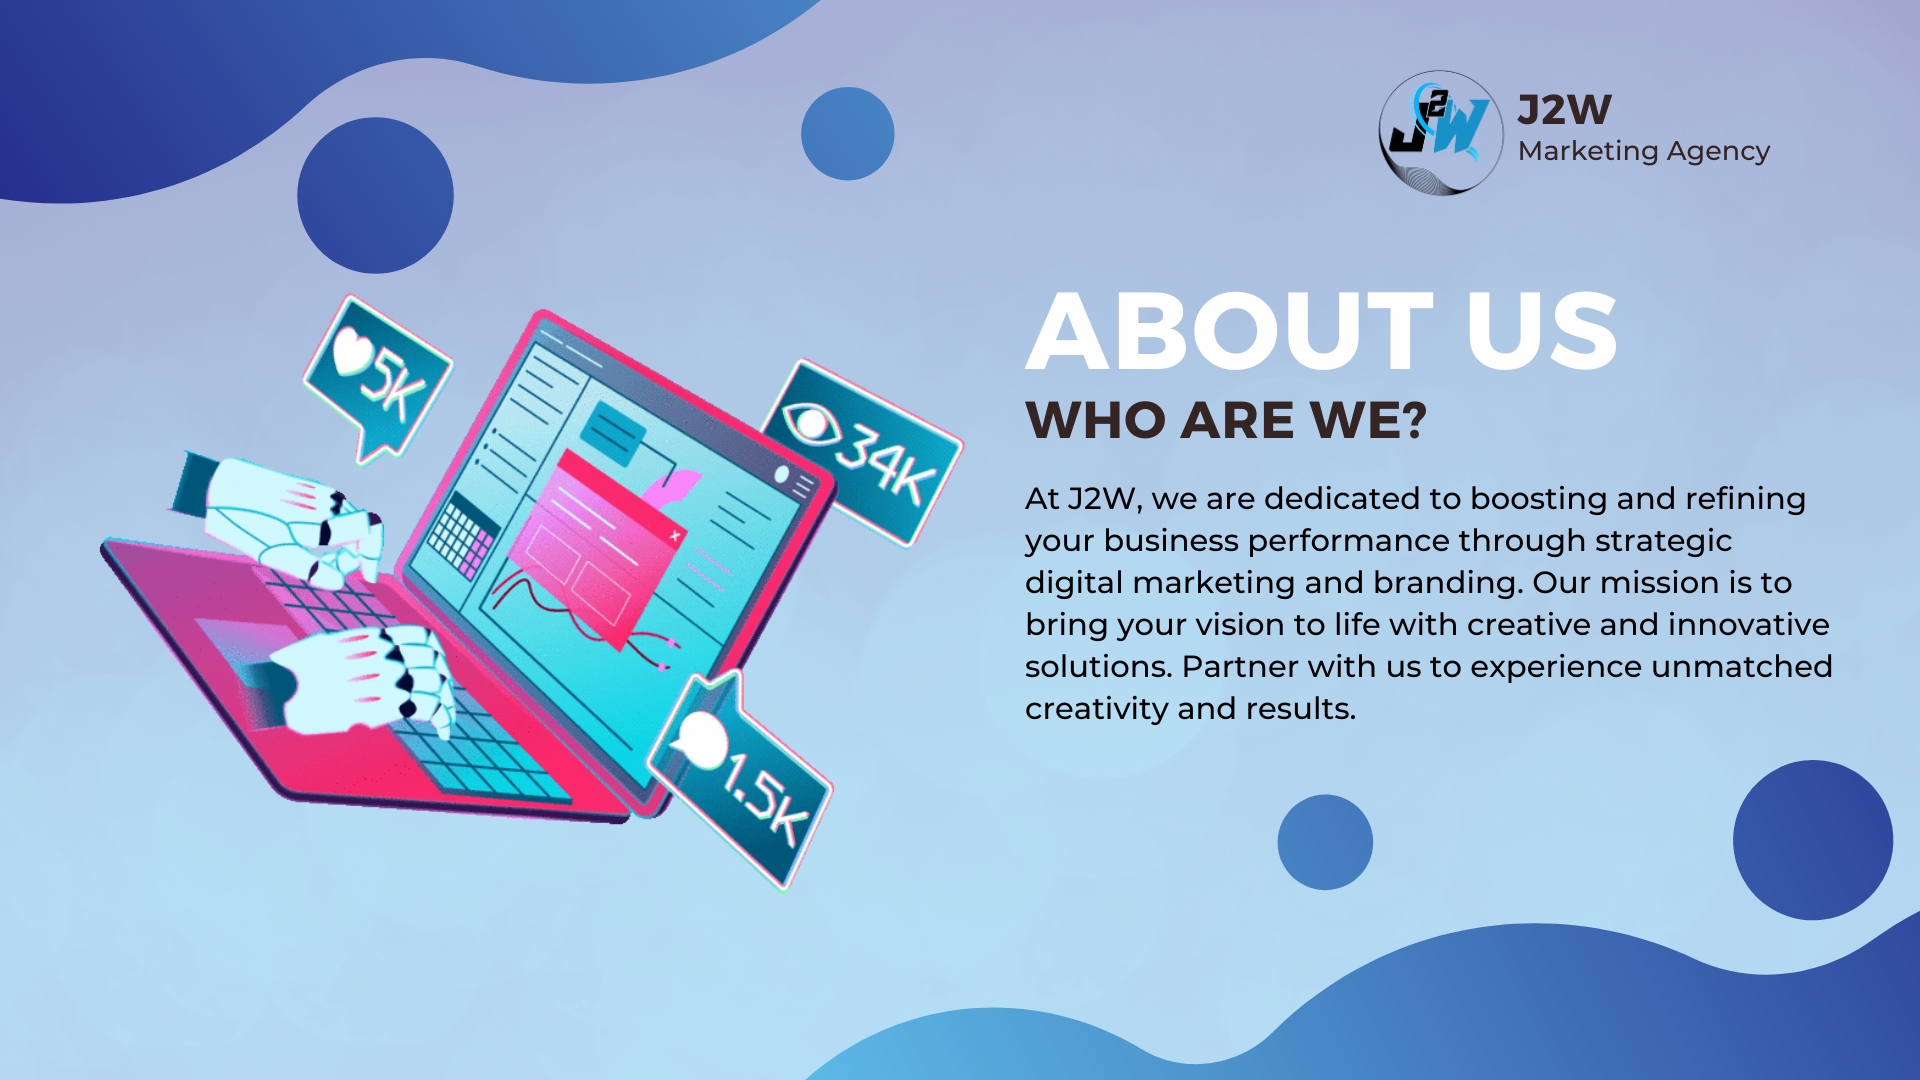 J2W
J2W
Marketing Agency
ABOUT US
WHO ARE WE?
At J2W, we are dedicated to boosting and refining
your business performance through strategic
digital marketing and branding. Our mission is to
bring your vision to life with creative and innovative
solutions. Partner with us to experience unmatched
creativity and results.
5K
34K
1.5K